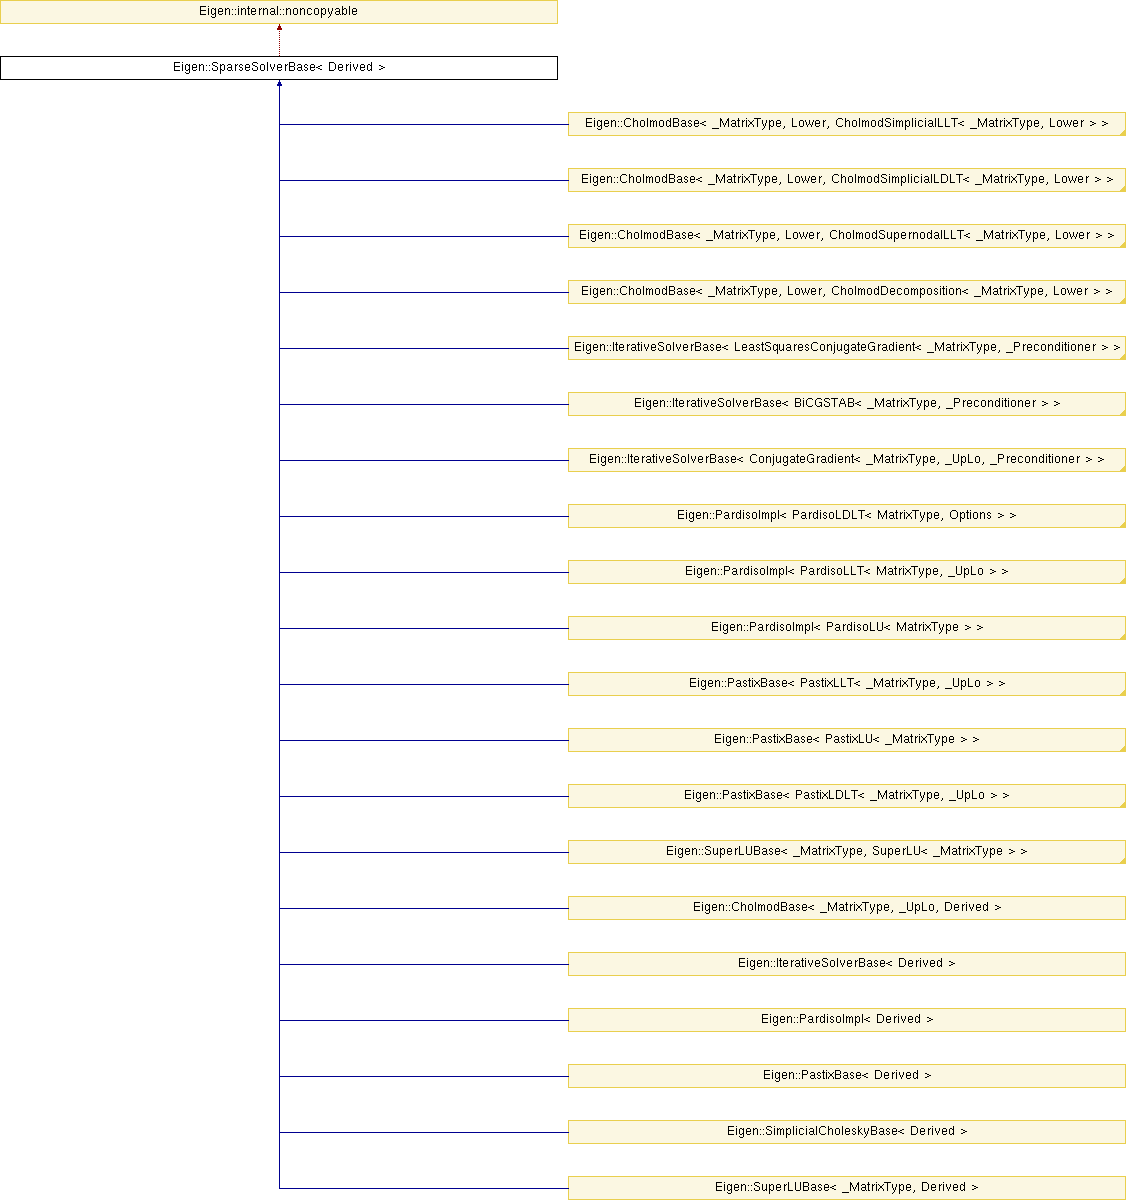 Eigen::internal::noncopyable
Eigen::SparseSolverBase< Derived >
Eigen::CholmodBase< _MatrixType, Lower, CholmodSimplicialLLT< _MatrixType, Lower > >
Eigen::CholmodBase< _MatrixType, Lower, CholmodSimplicialLDLT< _MatrixType, Lower > >
Eigen::CholmodBase< _MatrixType, Lower, CholmodSupernodalLLT< _MatrixType, Lower > >
Eigen::CholmodBase< _MatrixType, Lower, CholmodDecomposition< _MatrixType, Lower > >
Eigen::IterativeSolverBase< LeastSquaresConjugateGradient< _MatrixType, _Preconditioner > >
Eigen::IterativeSolverBase< BiCGSTAB< _MatrixType, _Preconditioner > >
Eigen::IterativeSolverBase< ConjugateGradient< _MatrixType, _UpLo, _Preconditioner > >
Eigen::PardisoImpl< PardisoLDLT< MatrixType, Options > >
Eigen::PardisoImpl< PardisoLLT< MatrixType, _UpLo > >
Eigen::PardisoImpl< PardisoLU< MatrixType > >
Eigen::PastixBase< PastixLLT< _MatrixType, _UpLo > >
Eigen::PastixBase< PastixLU< _MatrixType > >
Eigen::PastixBase< PastixLDLT< _MatrixType, _UpLo > >
Eigen::SuperLUBase< _MatrixType, SuperLU< _MatrixType > >
Eigen::CholmodBase< _MatrixType, _UpLo, Derived >
Eigen::IterativeSolverBase< Derived >
Eigen::PardisoImpl< Derived >
Eigen::PastixBase< Derived >
Eigen::SimplicialCholeskyBase< Derived >
Eigen::SuperLUBase< _MatrixType, Derived >